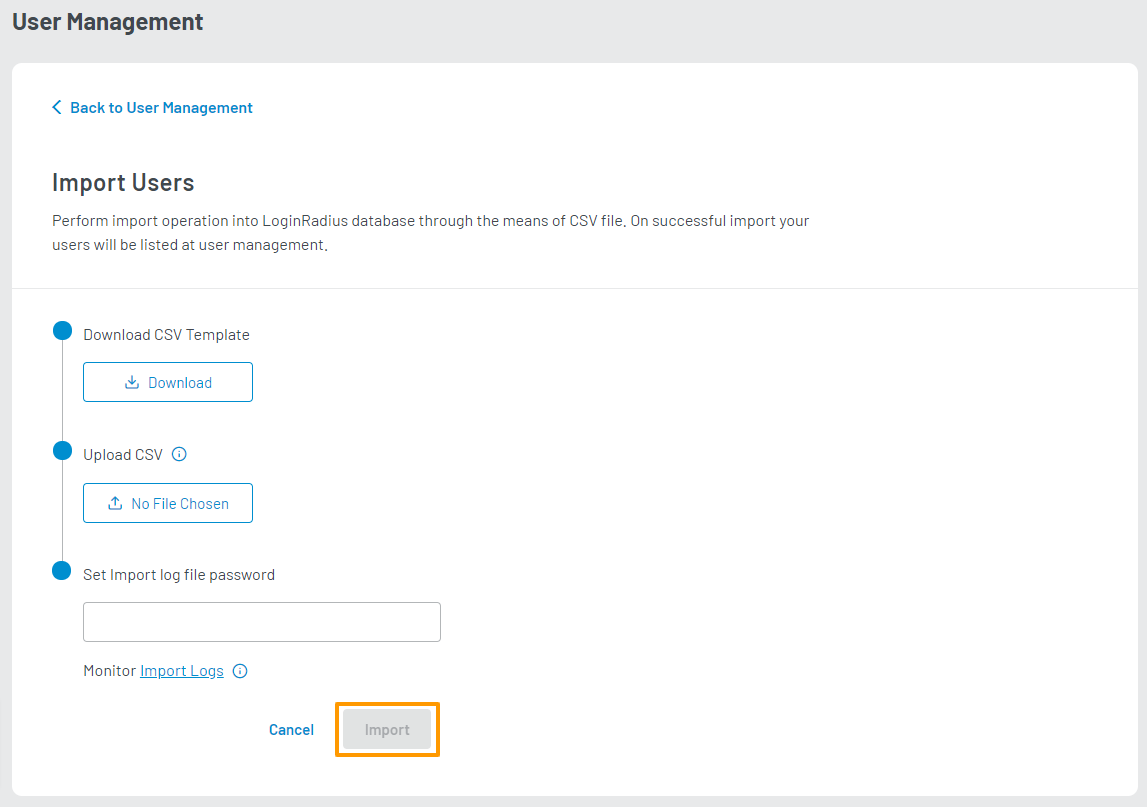 User Management
Back to User Management
Import Users
Perform import operation into LoginRadius database through the means of CSV file. On successful import your
users will be listed at user management.
Download CSV Template
Download
Upload CSV
No File Chosen
Set Import log file password
Monitor Import Logs
Cancel
Import